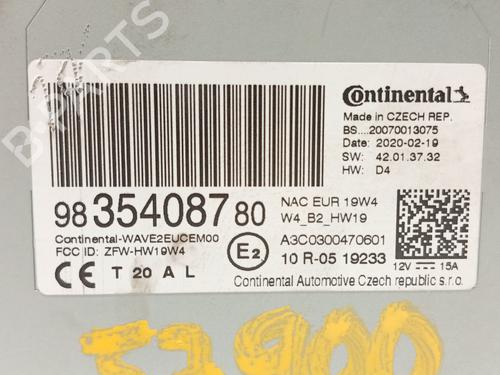 Continental
Made in CZECH REP.
BS....20070013075
Date: 2020-02-19
SW: 42.01.37.32
HW: D4
98 35408780
NAC EUR 19W4
W4_B2_HW19
Continental-WAVE2EUCEM00
FCC ID: ZFW-HW19W4
A3C0300470601
E2
10 R-05 19233
12V 15A
CE T 20 A L
Continental Automotive Czech republic s.r.o.
B-PARTS